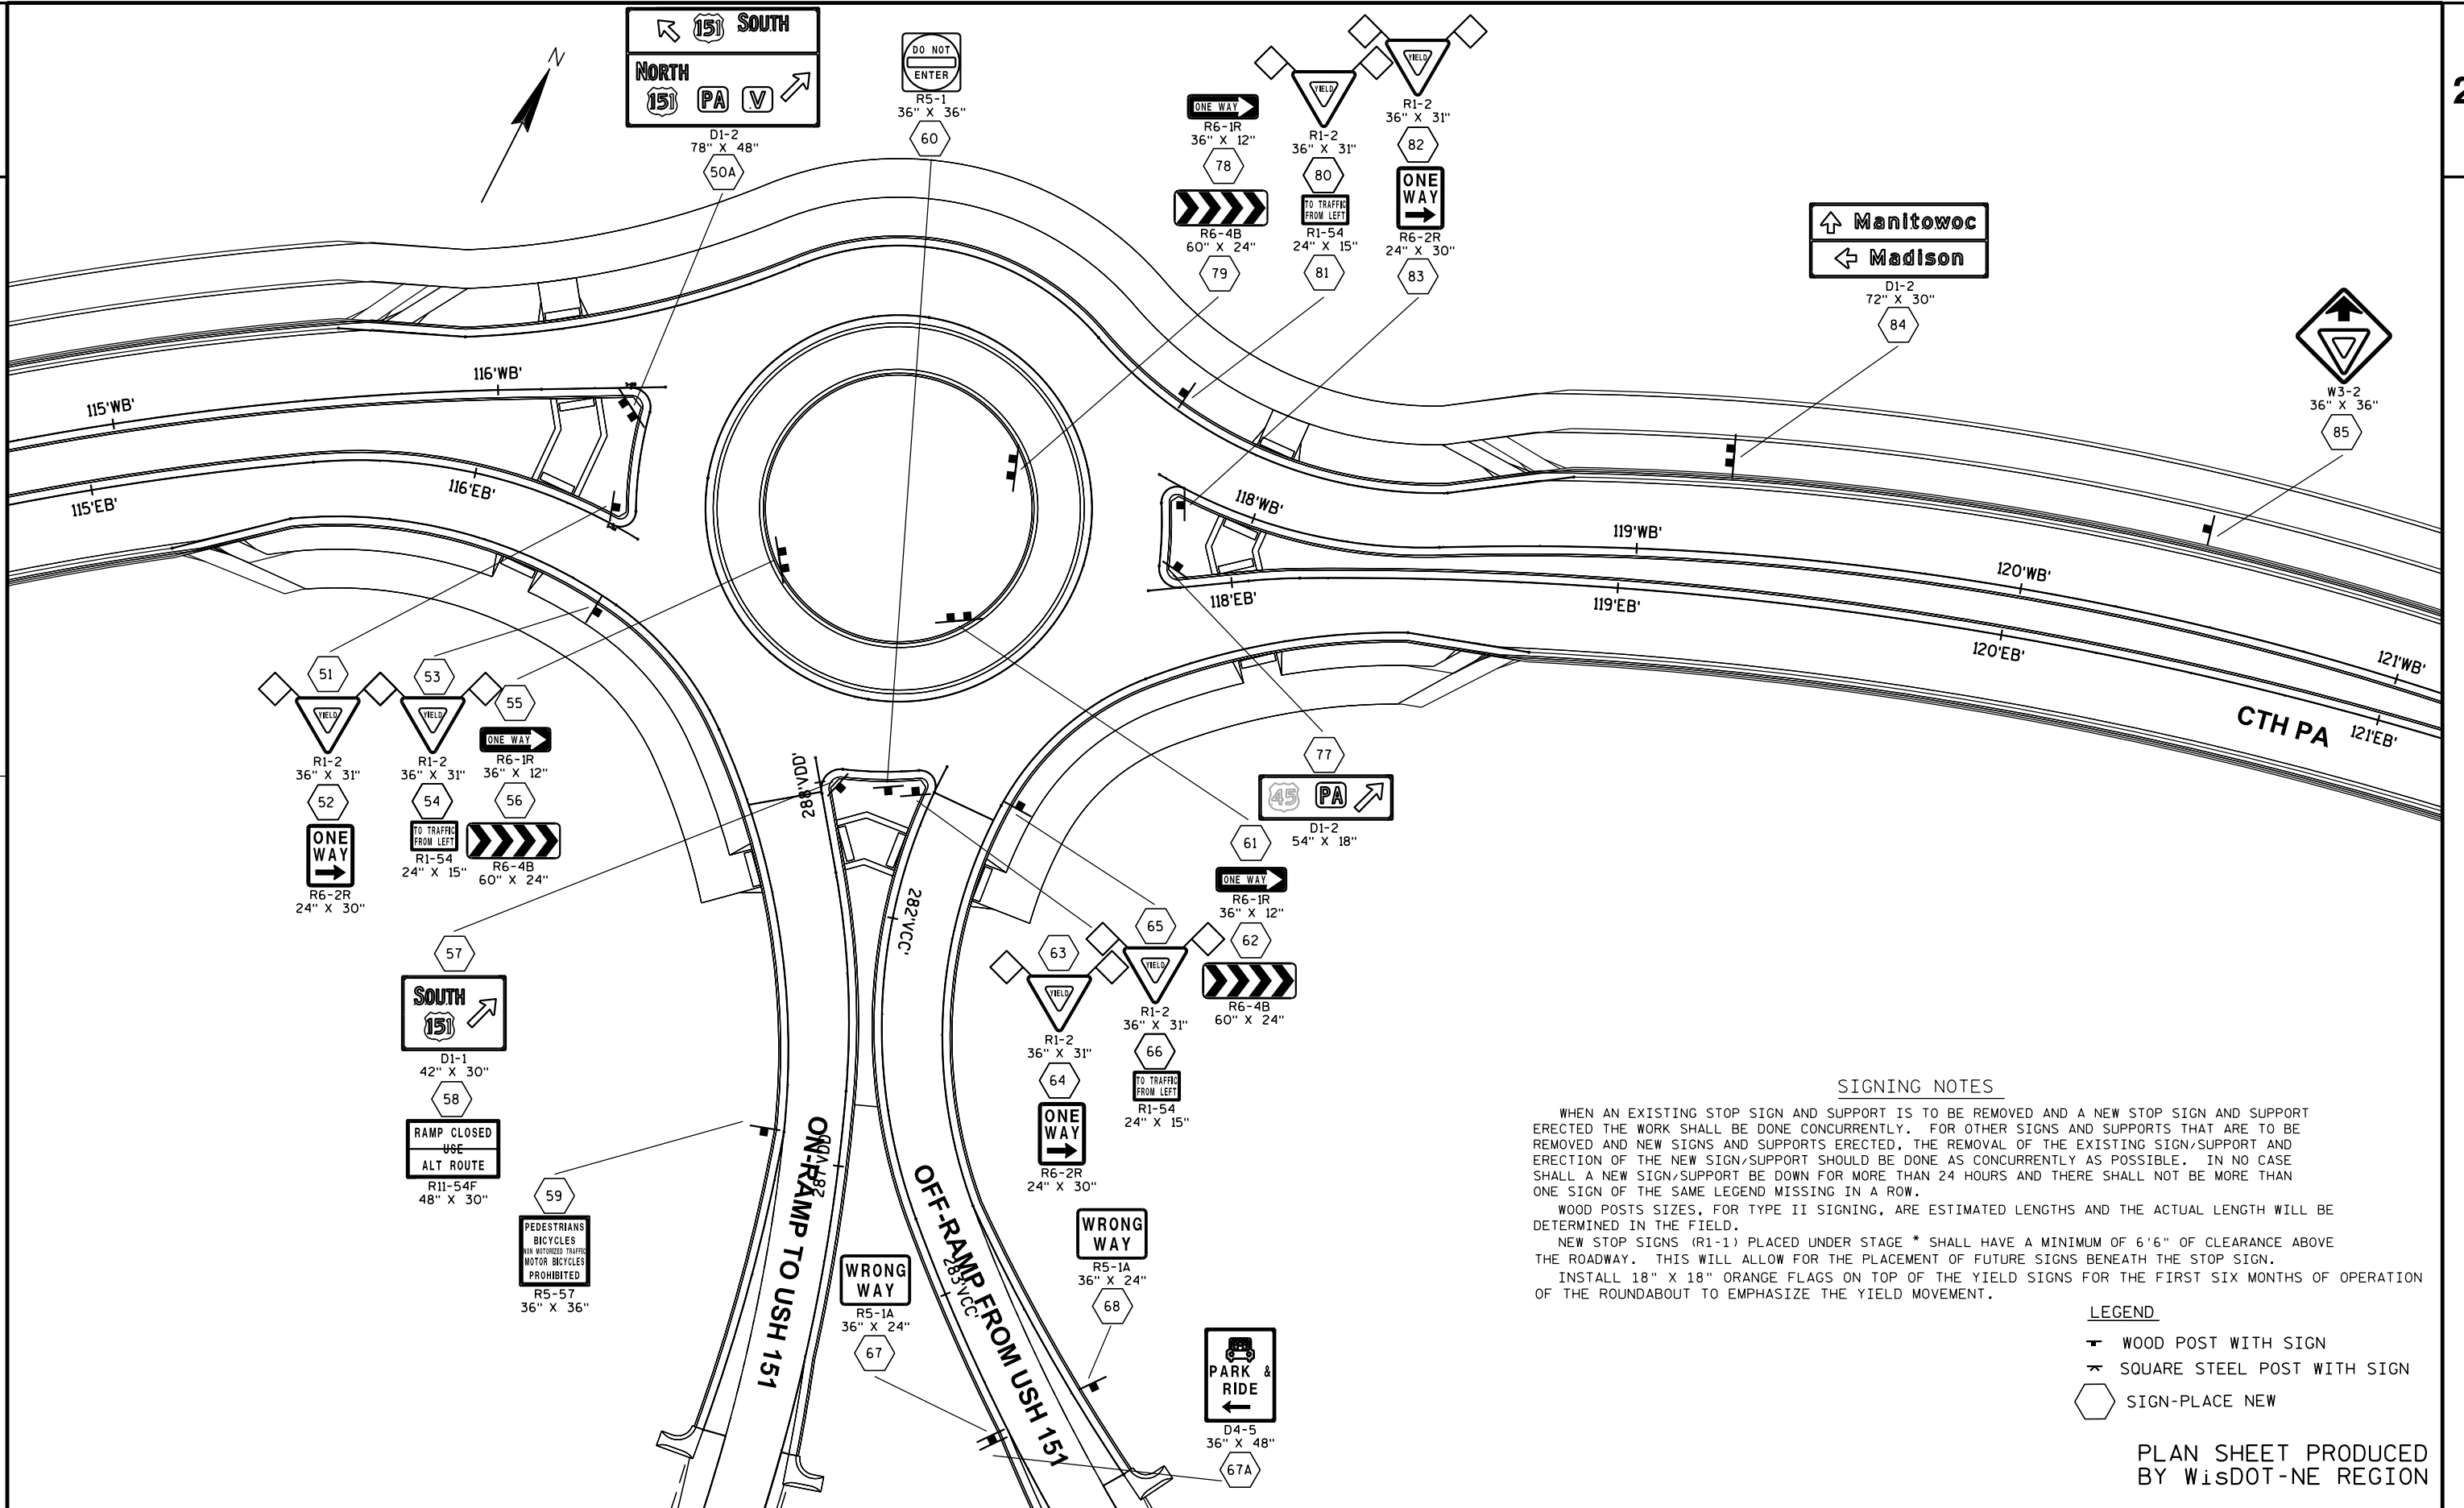 151 SOUTH
NORTH
151 PA V
D1-2
78" X 48"
50A
N
DO NOT
ENTER
R5-1
36" X 36"
60
ONE WAY
R6-1R
36" X 12"
78
R6-4B
60" X 24"
79
YIELD
R1-2
36" X 31"
80
TO TRAFFIC
FROM LEFT
R1-54
24" X 15"
81
YIELD
R1-2
36" X 31"
82
ONE
WAY
R6-2R
24" X 30"
83
Manitowoc
Madison
D1-2
72" X 30"
84
W3-2
36" X 36"
85
2
115'WB'
116'WB'
115'EB'
116'EB'
118'WB'
119'WB'
120'WB'
121'WB'
118'EB'
119'EB'
120'EB'
121'EB'
CTH PA
51
YIELD
R1-2
36" X 31"
52
ONE
WAY
R6-2R
24" X 30"
53
YIELD
R1-2
36" X 31"
54
TO TRAFFIC
FROM LEFT
R1-54
24" X 15"
55
ONE WAY
R6-1R
36" X 12"
56
R6-4B
60" X 24"
77
45 PA
D1-2
54" X 18"
61
ONE WAY
R6-1R
36" X 12"
62
R6-4B
60" X 24"
288'VDD'
282'VCC'
57
SOUTH
151
D1-1
42" X 30"
58
RAMP CLOSED
USE
ALT ROUTE
R11-54F
48" X 30"
59
PEDESTRIANS
BICYCLES
NON MOTORIZED TRAFFIC
MOTOR BICYCLES
PROHIBITED
R5-57
36" X 36"
63
YIELD
R1-2
36" X 31"
64
ONE
WAY
R6-2R
24" X 30"
65
YIELD
R1-2
36" X 31"
66
TO TRAFFIC
FROM LEFT
R1-54
24" X 15"
ON-RAMP TO USH 151
287'VDD'
OFF-RAMP FROM USH 151
283'VCC'
WRONG
WAY
R5-1A
36" X 24"
67
WRONG
WAY
R5-1A
36" X 24"
68
PARK &
RIDE
D4-5
36" X 48"
67A
SIGNING NOTES
WHEN AN EXISTING STOP SIGN AND SUPPORT IS TO BE REMOVED AND A NEW STOP SIGN AND SUPPORT
ERECTED THE WORK SHALL BE DONE CONCURRENTLY. FOR OTHER SIGNS AND SUPPORTS THAT ARE TO BE
REMOVED AND NEW SIGNS AND SUPPORTS ERECTED, THE REMOVAL OF THE EXISTING SIGN/SUPPORT AND
ERECTION OF THE NEW SIGN/SUPPORT SHOULD BE DONE AS CONCURRENTLY AS POSSIBLE. IN NO CASE
SHALL A NEW SIGN/SUPPORT BE DOWN FOR MORE THAN 24 HOURS AND THERE SHALL NOT BE MORE THAN
ONE SIGN OF THE SAME LEGEND MISSING IN A ROW.
WOOD POSTS SIZES, FOR TYPE II SIGNING, ARE ESTIMATED LENGTHS AND THE ACTUAL LENGTH WILL BE
DETERMINED IN THE FIELD.
NEW STOP SIGNS (R1-1) PLACED UNDER STAGE * SHALL HAVE A MINIMUM OF 6'6" OF CLEARANCE ABOVE
THE ROADWAY. THIS WILL ALLOW FOR THE PLACEMENT OF FUTURE SIGNS BENEATH THE STOP SIGN.
INSTALL 18" X 18" ORANGE FLAGS ON TOP OF THE YIELD SIGNS FOR THE FIRST SIX MONTHS OF OPERATION
OF THE ROUNDABOUT TO EMPHASIZE THE YIELD MOVEMENT.
LEGEND
WOOD POST WITH SIGN
SQUARE STEEL POST WITH SIGN
SIGN-PLACE NEW
PLAN SHEET PRODUCED
BY WisDOT-NE REGION